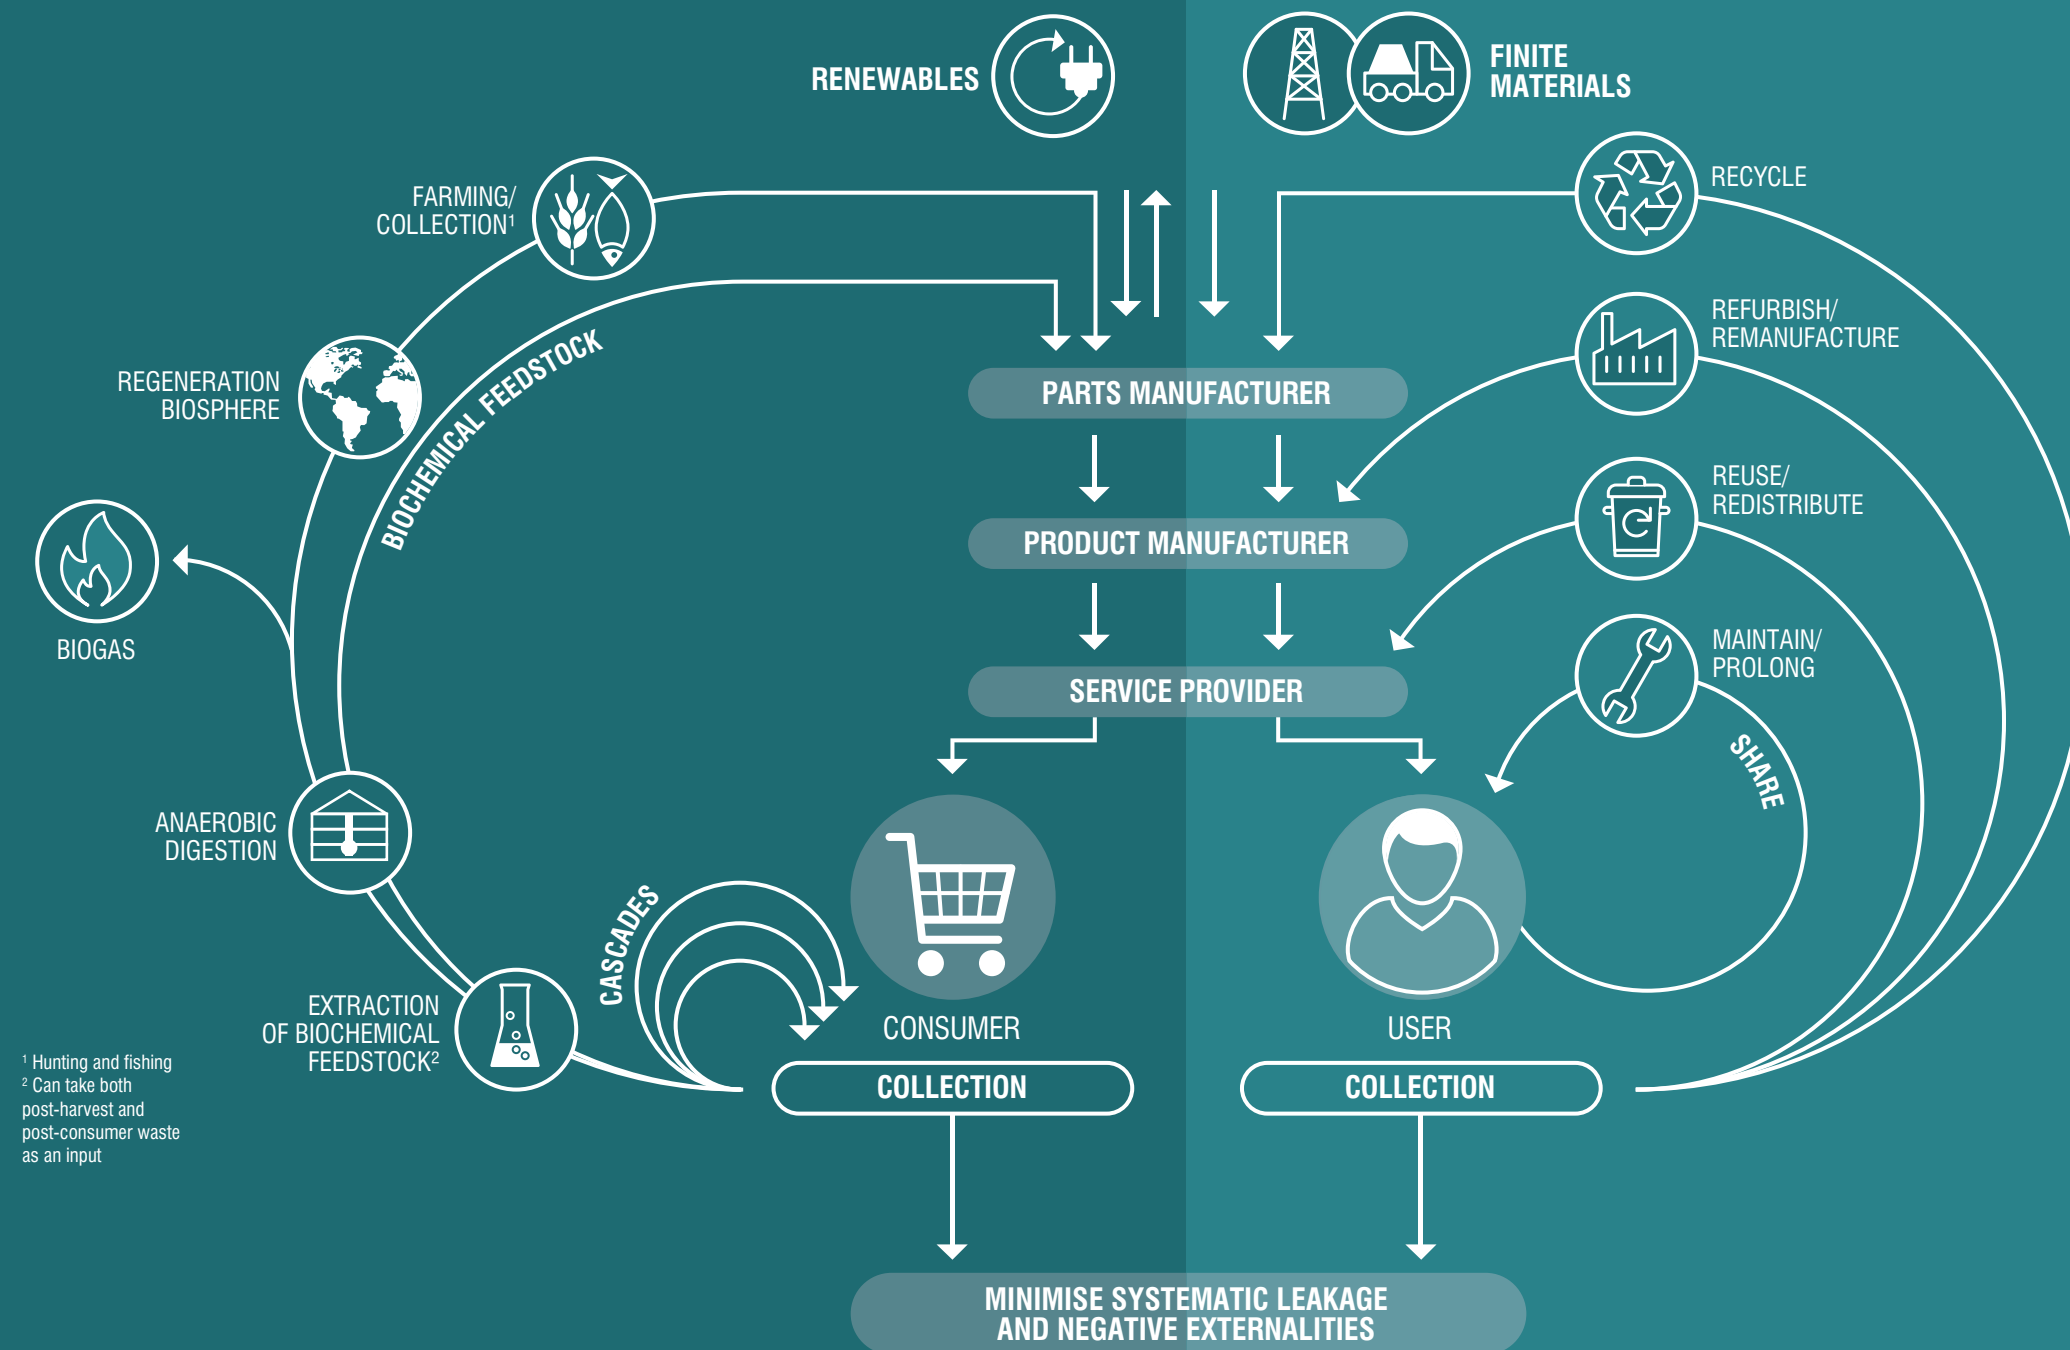 RENEWABLES
FINITE
MATERIALS
FARMING/
COLLECTION¹
RECYCLE
REFURBISH/
REMANUFACTURE
BIOCHEMICAL FEEDSTOCK
REGENERATION
BIOSPHERE
PARTS MANUFACTURER
REUSE/
REDISTRIBUTE
PRODUCT MANUFACTURER
BIOGAS
MAINTAIN/
PROLONG
SERVICE PROVIDER
SHARE
ANAEROBIC
DIGESTION
CASCADES
EXTRACTION
OF BIOCHEMICAL
FEEDSTOCK²
CONSUMER
USER
COLLECTION
COLLECTION
¹ Hunting and fishing
² Can take both
post-harvest and
post-consumer waste
as an input
MINIMISE SYSTEMATIC LEAKAGE
AND NEGATIVE EXTERNALITIES